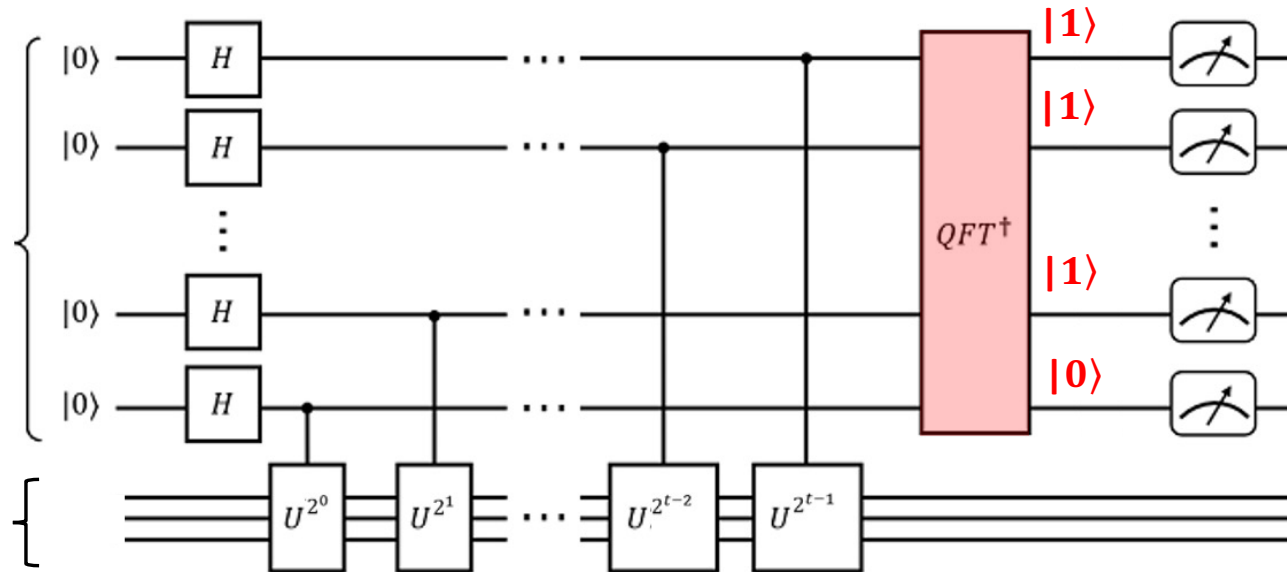 |1⟩
|0⟩ H ...
|1⟩
|0⟩ H ...
QFT†
|1⟩
|0⟩ H ...
|0⟩
|0⟩ H ...
U^{2^0} U^{2^1} ... U^{2^{t-2}} U^{2^{t-1}}